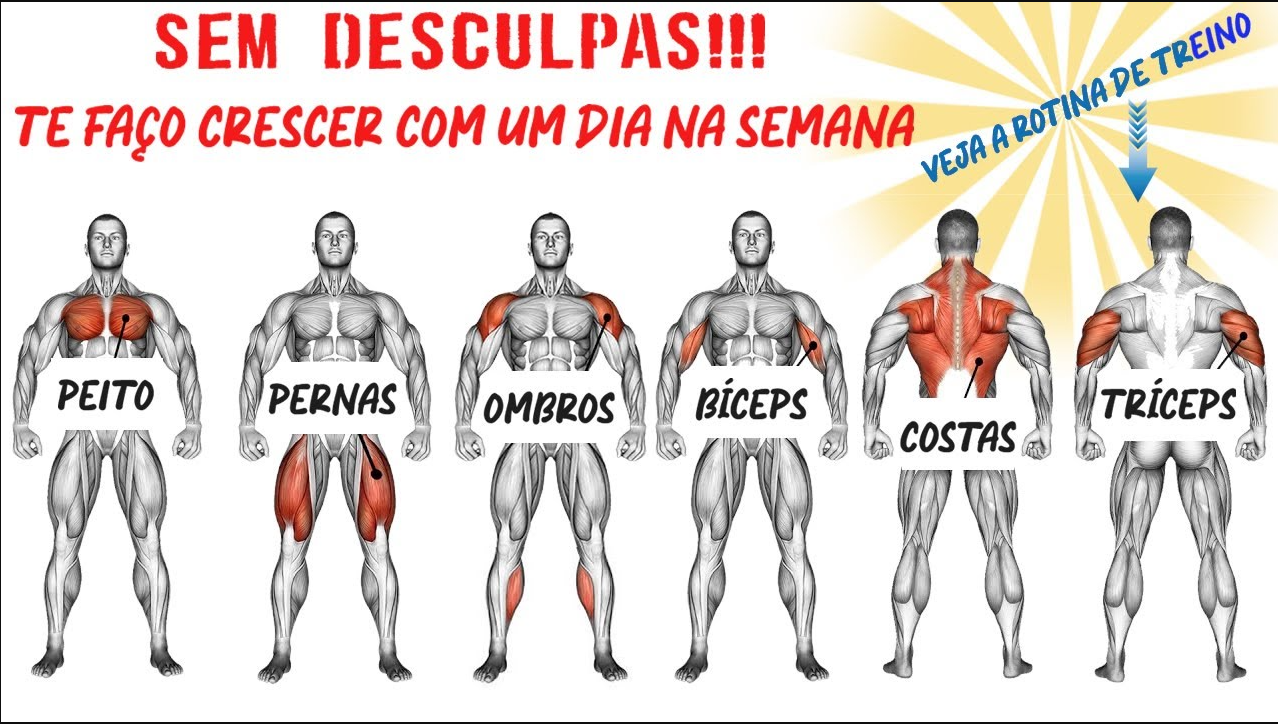 SEM DESCULPAS!!!
TE FAÇO CRESCER COM UM DIA NA SEMANA
VEJA A ROTINA DE TREINO
PEITO
PERNAS
OMBROS
BÍCEPS
COSTAS
TRÍCEPS